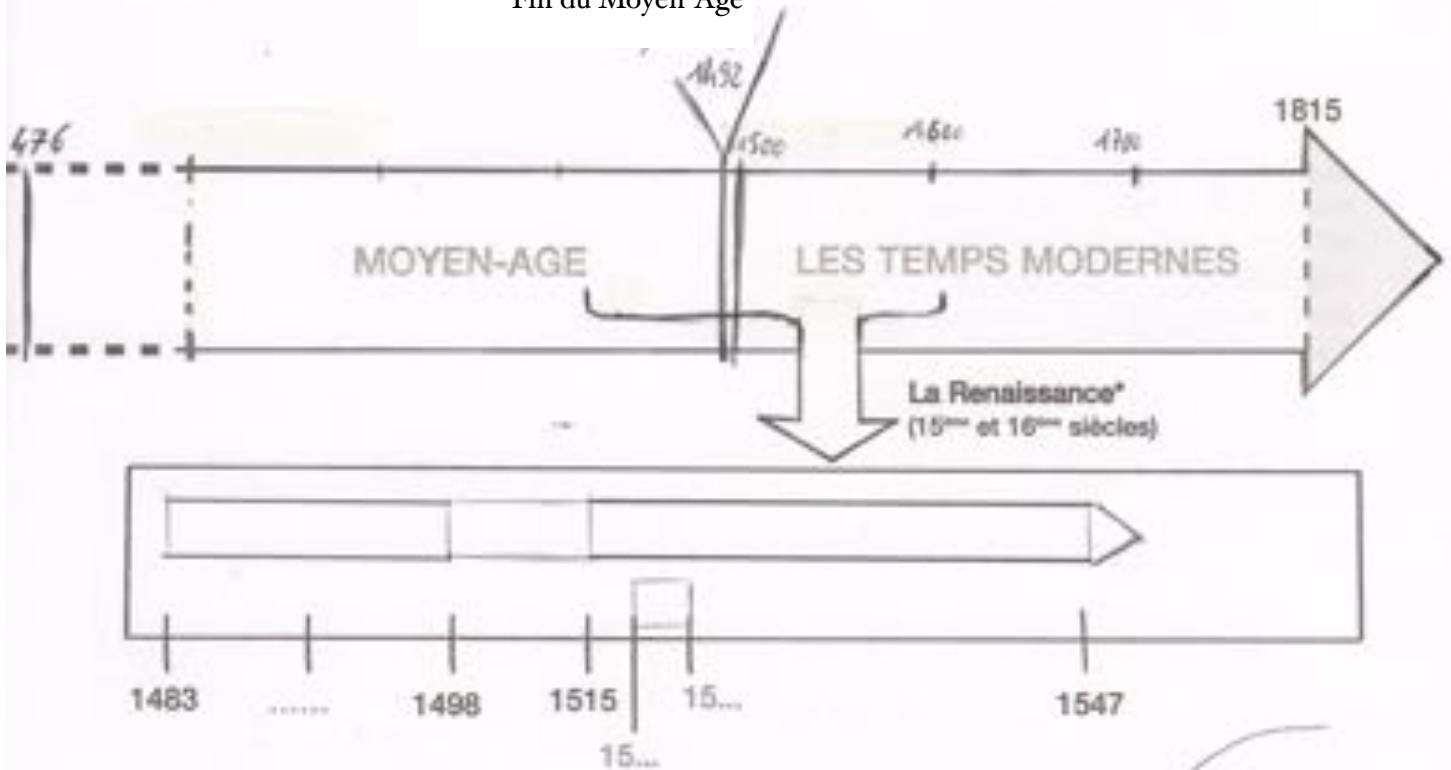 Fin du Moyen Age
1492
476
1500
1600
1700
1815
MOYEN-AGE
LES TEMPS MODERNES
La Renaissance*
(15ème et 16ème siècles)
1483
......
1498
1515
15...
1547
15...